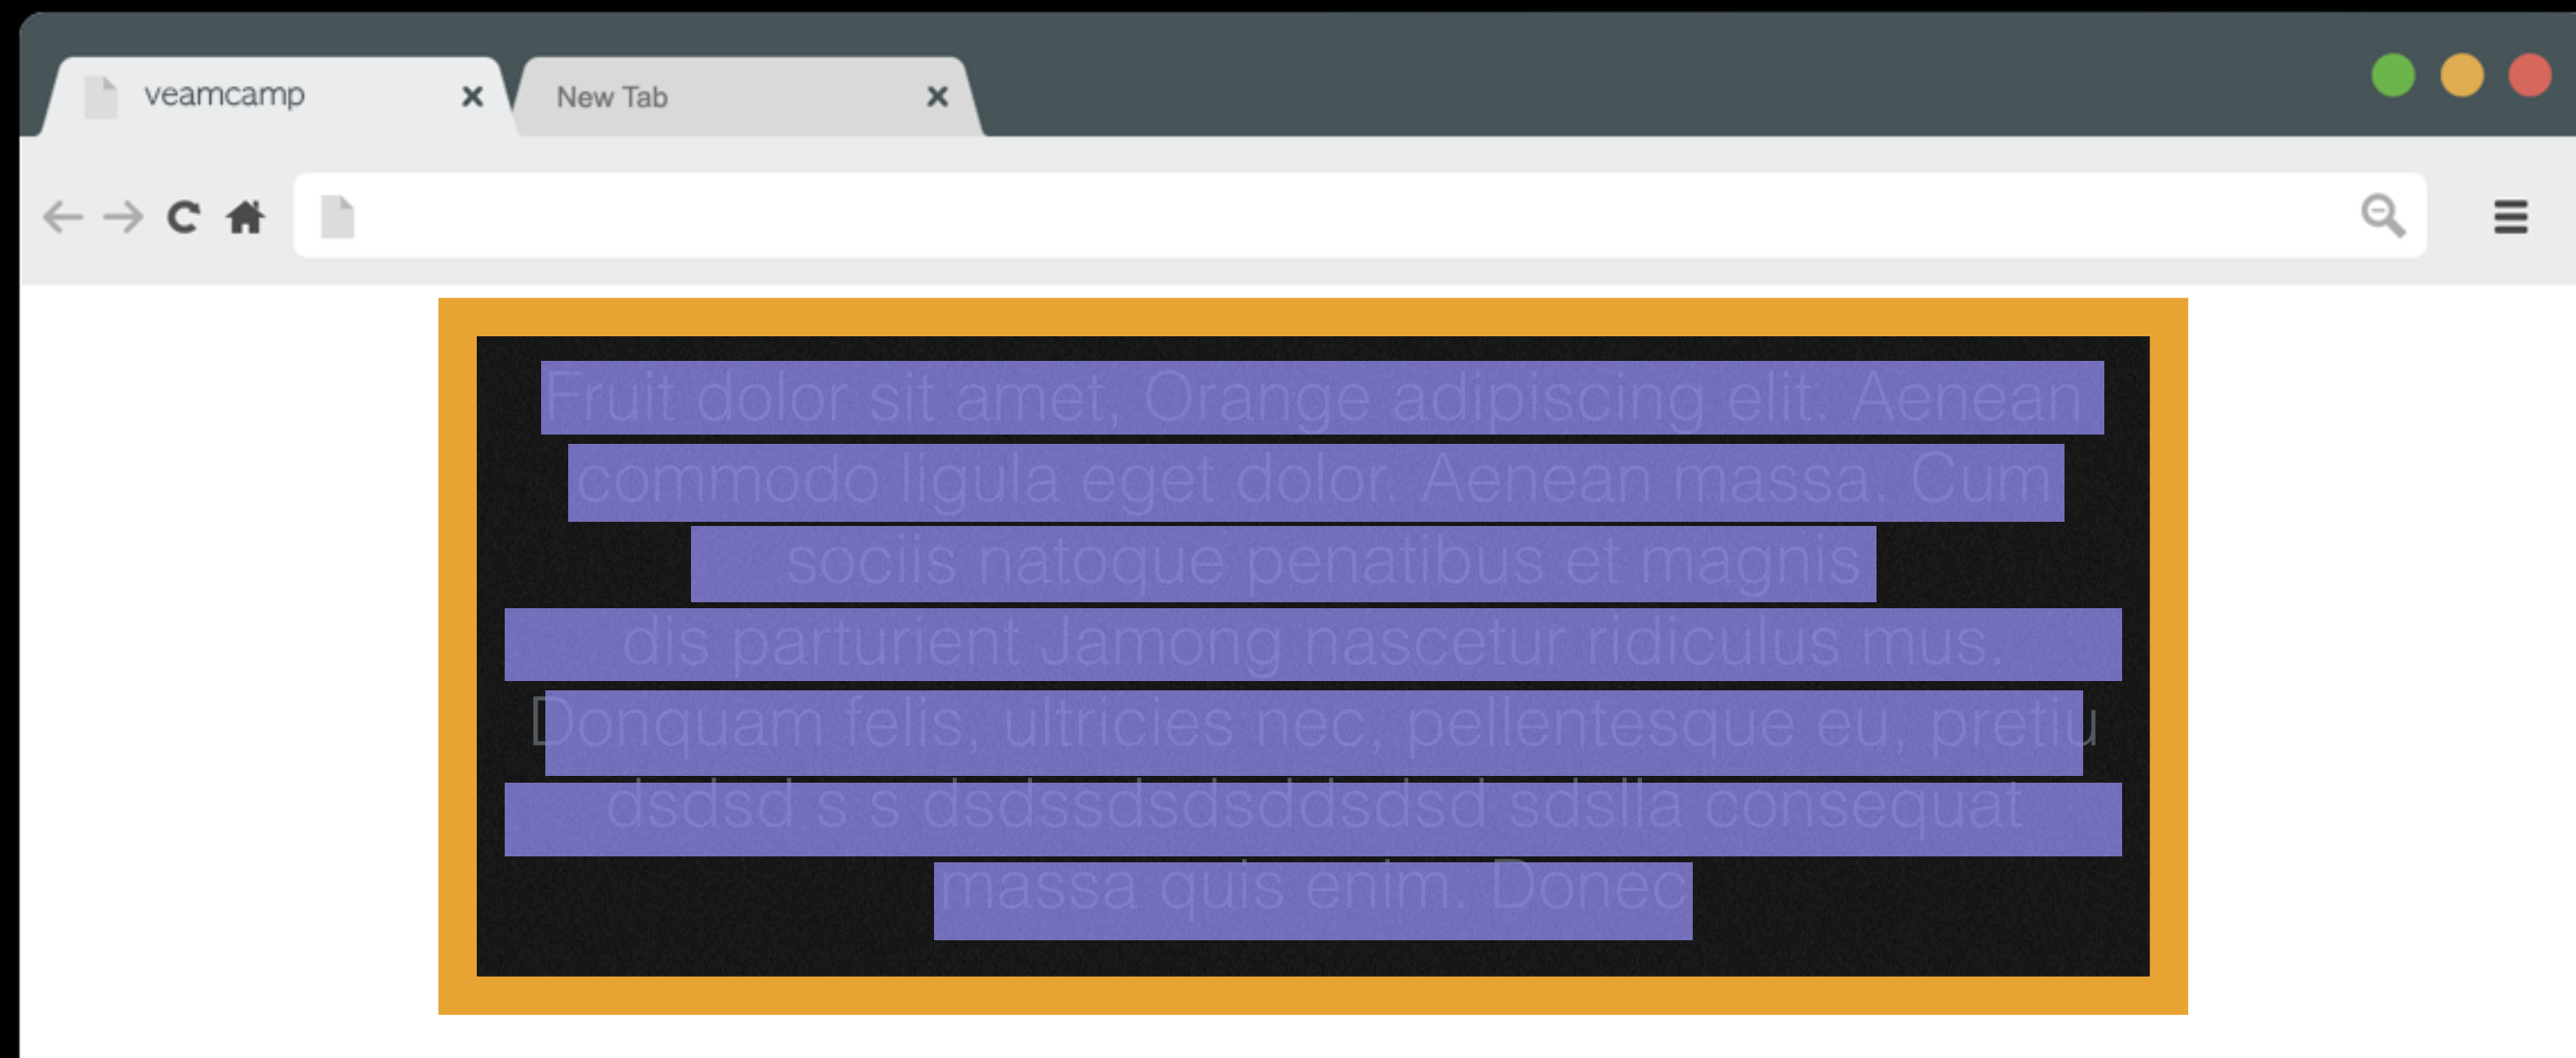 veamcamp
New Tab
Fruit dolor sit amet, Orange adipiscing elit. Aenean
commodo ligula eget dolor. Aenean massa. Cum
sociis natoque penatibus et magnis
dis parturient Jamong nascetur ridiculus mus.
Donquam felis, ultricies nec, pellentesque eu, pretiu
dsdsd s s dsdssdsdsddsdsd sdslla consequat
massa quis enim. Donec